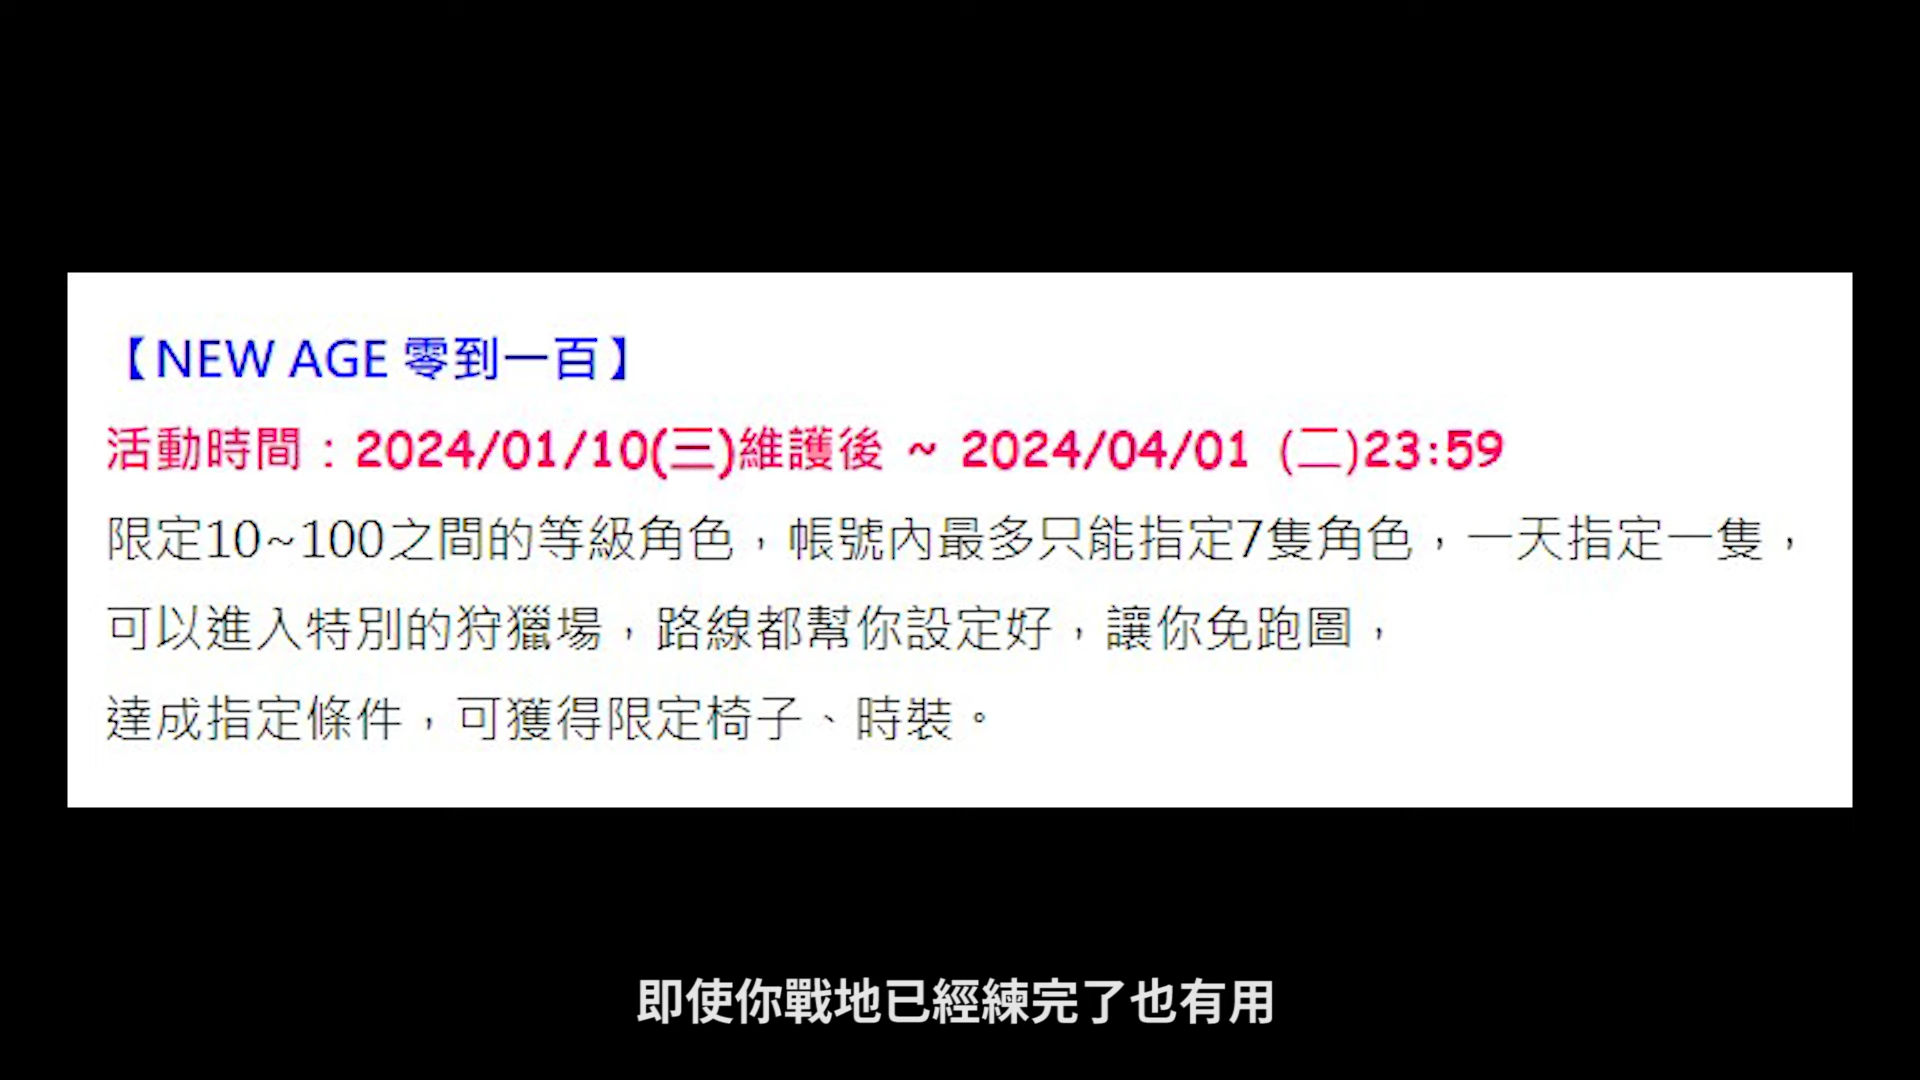 【NEW AGE 零到一百】
活動時間：2024/01/10(三)維護後 ~ 2024/04/01 (二)23:59
限定10~100之間的等級角色，帳號內最多只能指定7隻角色，一天指定一隻，
可以進入特別的狩獵場，路線都幫你設定好，讓你免跑圖，
達成指定條件，可獲得限定椅子、時裝。
即使你戰地已經練完了也有用